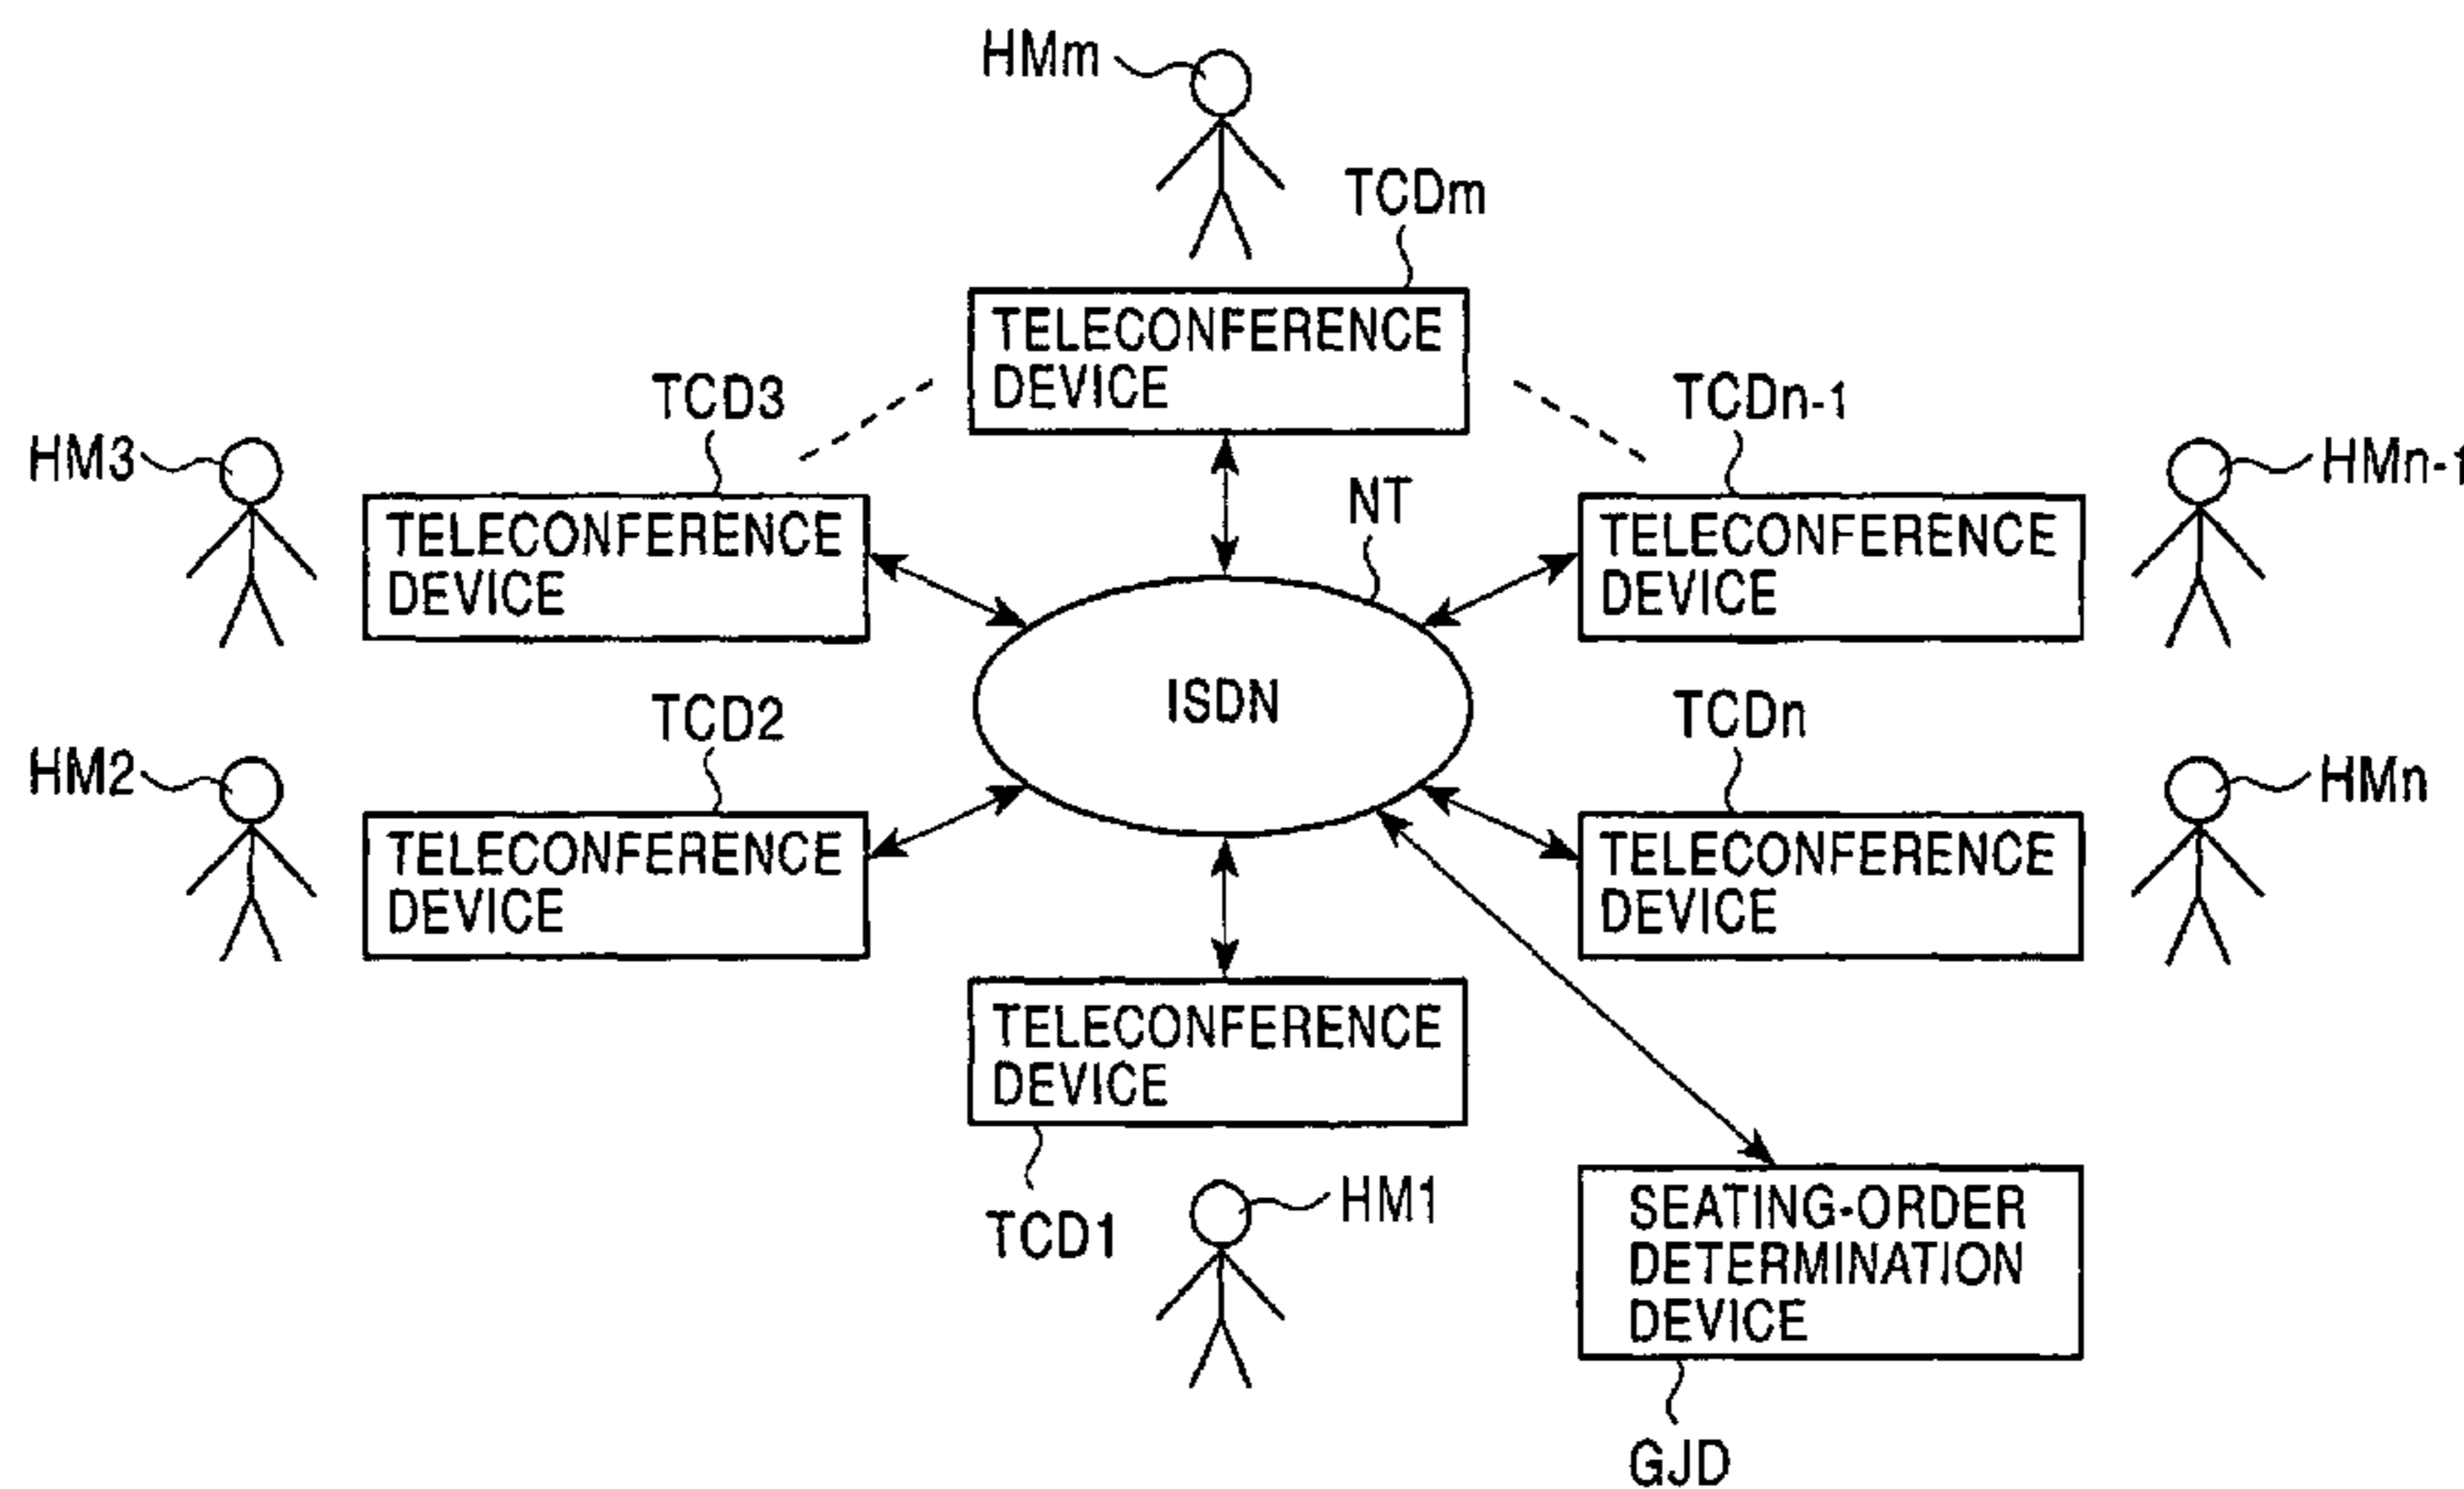 HMm
TCDm
TELECONFERENCE
DEVICE
TCD3
TCDn-1
HM3
HMn-1
NT
TELECONFERENCE
DEVICE
TELECONFERENCE
DEVICE
ISDN
TCD2
TCDn
HM2
HMn
TELECONFERENCE
DEVICE
TELECONFERENCE
DEVICE
TELECONFERENCE
DEVICE
TCD1
HM1
SEATING-ORDER
DETERMINATION
DEVICE
GJD